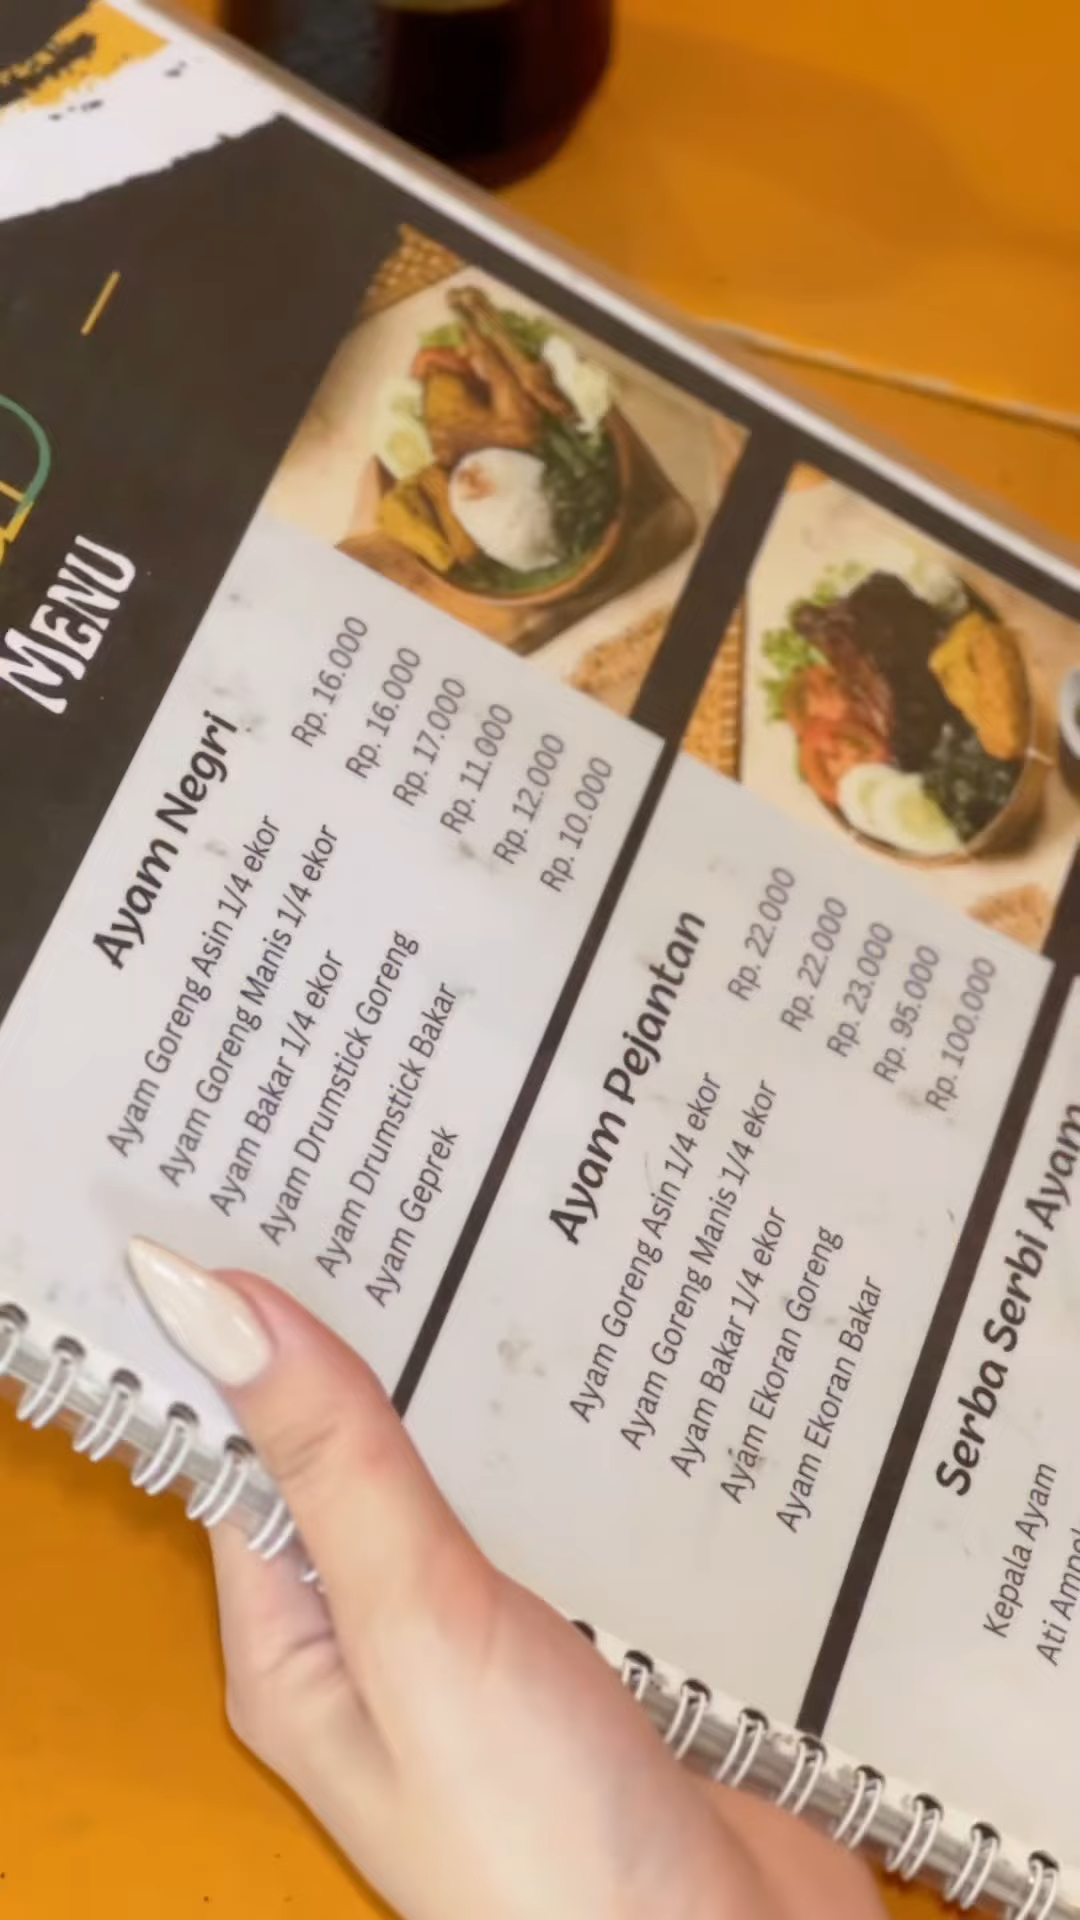 MENU
Ayam Negri
Ayam Goreng Asin 1/4 ekor Rp. 16.000
Ayam Goreng Manis 1/4 ekor Rp. 16.000
Ayam Bakar 1/4 ekor Rp. 17.000
Ayam Drumstick Goreng Rp. 11.000
Ayam Drumstick Bakar Rp. 12.000
Ayam Geprek Rp. 10.000
Ayam Pejantan
Ayam Goreng Asin 1/4 ekor Rp. 22.000
Ayam Goreng Manis 1/4 ekor Rp. 22.000
Ayam Bakar 1/4 ekor Rp. 23.000
Ayam Ekoran Goreng Rp. 95.000
Ayam Ekoran Bakar Rp. 100.000
Serba Serbi Ayam
Kepala Ayam
Ati